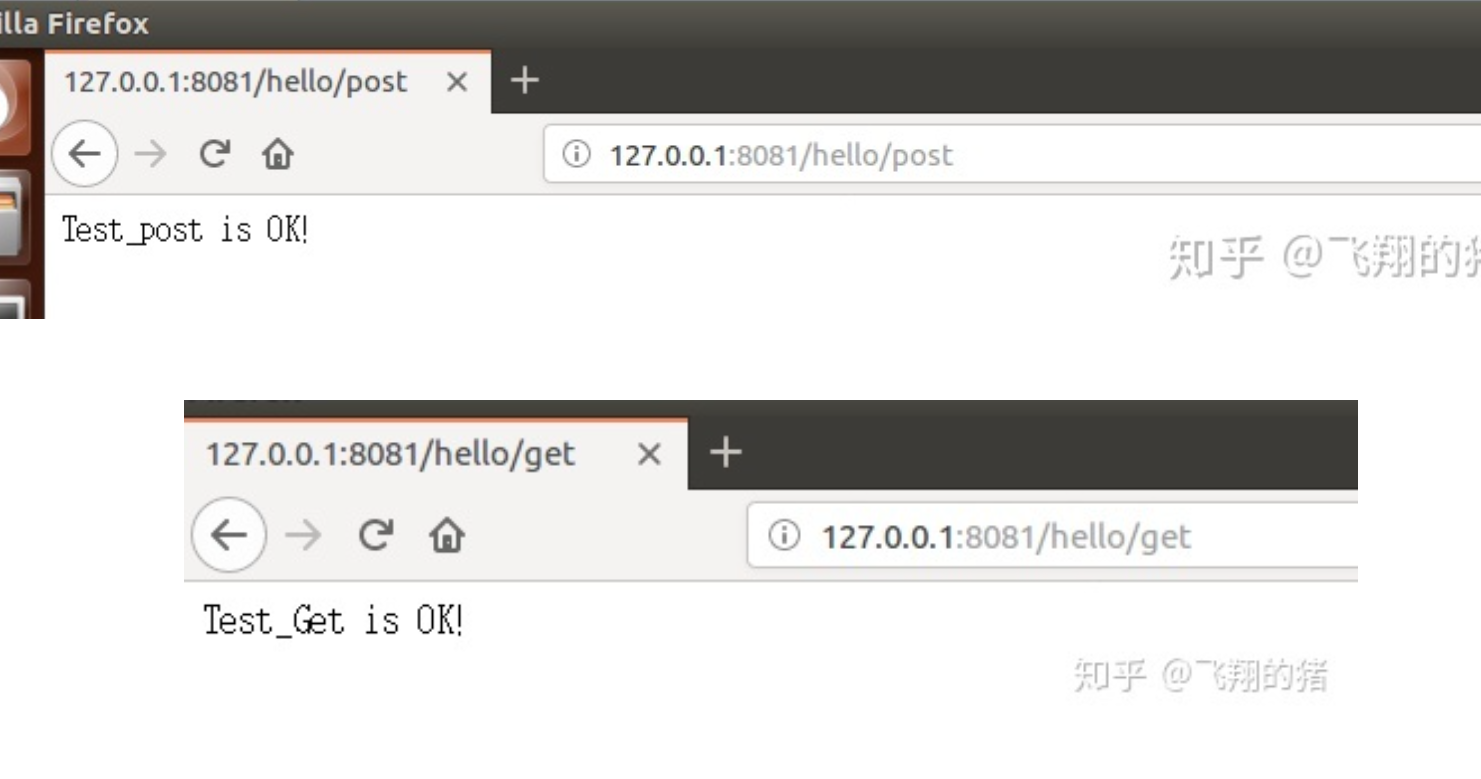 illa Firefox
127.0.0.1:8081/hello/post
127.0.0.1:8081/hello/post
Test_post is OK!
知乎 @飞翔的猪
127.0.0.1:8081/hello/get
127.0.0.1:8081/hello/get
Test_Get is OK!
知乎 @飞翔的猪